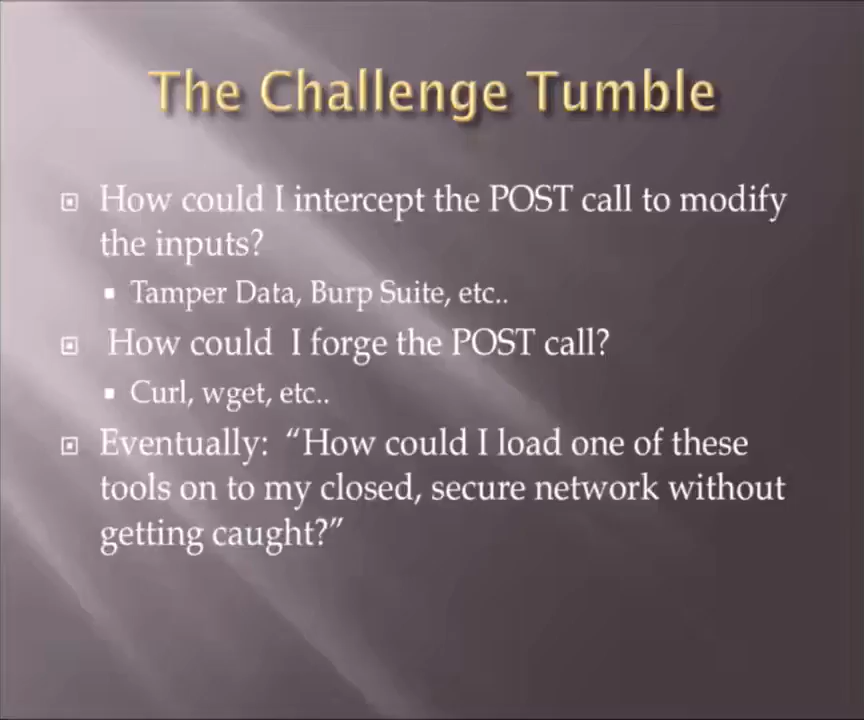 The Challenge Tumble
How could I intercept the POST call to modify
the inputs?
Tamper Data, Burp Suite, etc..
How could  I forge the POST call?
Curl, wget, etc..
Eventually:  “How could I load one of these
tools on to my closed, secure network without
getting caught?”